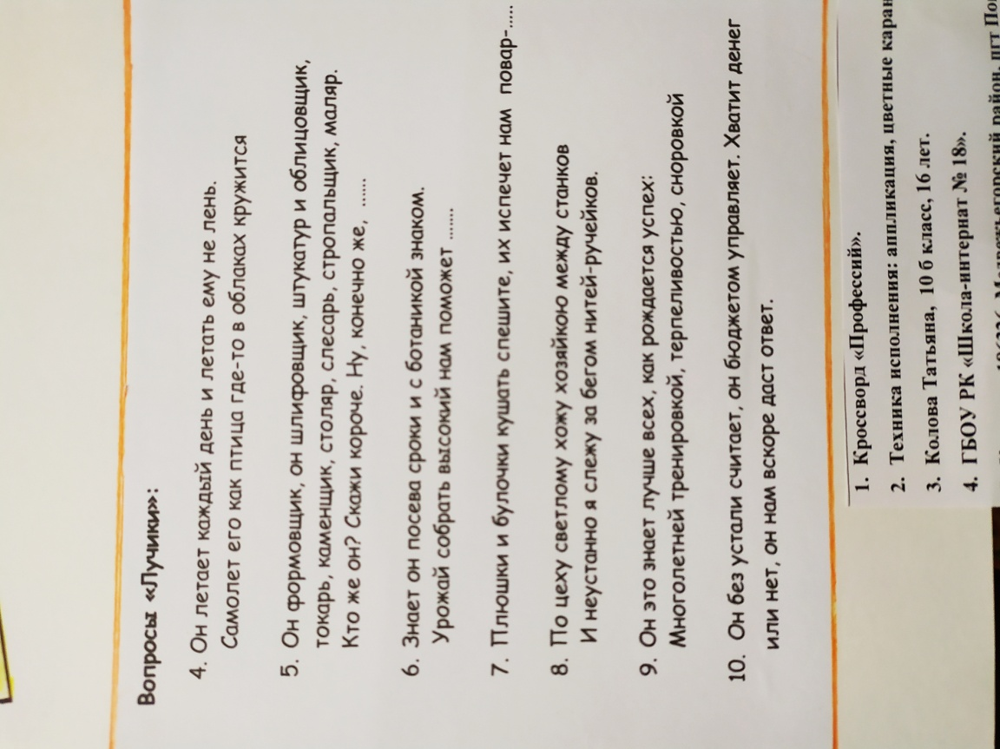 Вопросы «Лучики»:
4. Он летает каждый день и летать ему не лень.
Самолет его как птица где-то в облаках кружится
5. Он формовщик, он шлифовщик, штукатур и облицовщик,
токарь, каменщик, столяр, слесарь, стропальщик, маляр.
Кто же он? Скажи короче. Ну, конечно же, ......
6. Знает он посева сроки и с ботаникой знаком.
Урожай собрать высокий нам поможет .......
7. Плюшки и булочки кушать спешите, их испечет нам повар-.....
8. По цеху светлому хожу хозяйкою между станков
И неустанно я слежу за бегом нитей-ручейков.
9. Он это знает лучше всех, как рождается успех:
Многолетней тренировкой, терпеливостью, сноровкой
10. Он без устали считает, он бюджетом управляет. Хватит денег
или нет, он нам вскоре даст ответ.
1. Кроссворд «Профессий».
2. Техника исполнения: аппликация, цветные каран
3. Колова Татьяна, 10 б класс, 16 лет.
4. ГБОУ РК «Школа-интернат № 18».
район, пгт